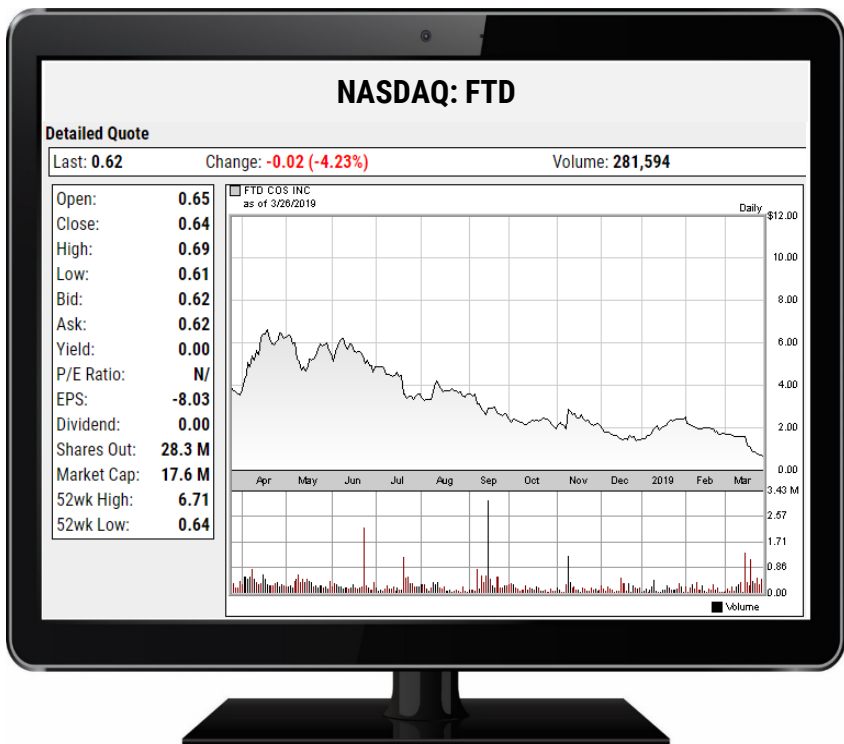 NASDAQ: FTD
Detailed Quote
Last: 0.62 Change: -0.02 (-4.23%) Volume: 281,594
Open: 0.65
Close: 0.64
High: 0.69
Low: 0.61
Bid: 0.62
Ask: 0.62
Yield: 0.00
P/E Ratio: N/
EPS: -8.03
Dividend: 0.00
Shares Out: 28.3 M
Market Cap: 17.6 M
52wk High: 6.71
52wk Low: 0.64
FTD COS INC
as of 3/26/2019
Daily
$12.00
10.00
8.00
6.00
4.00
2.00
0.00
Apr May Jun Jul Aug Sep Oct Nov Dec 2019 Feb Mar
3.43 M
2.57
1.71
0.86
0.00
Volume